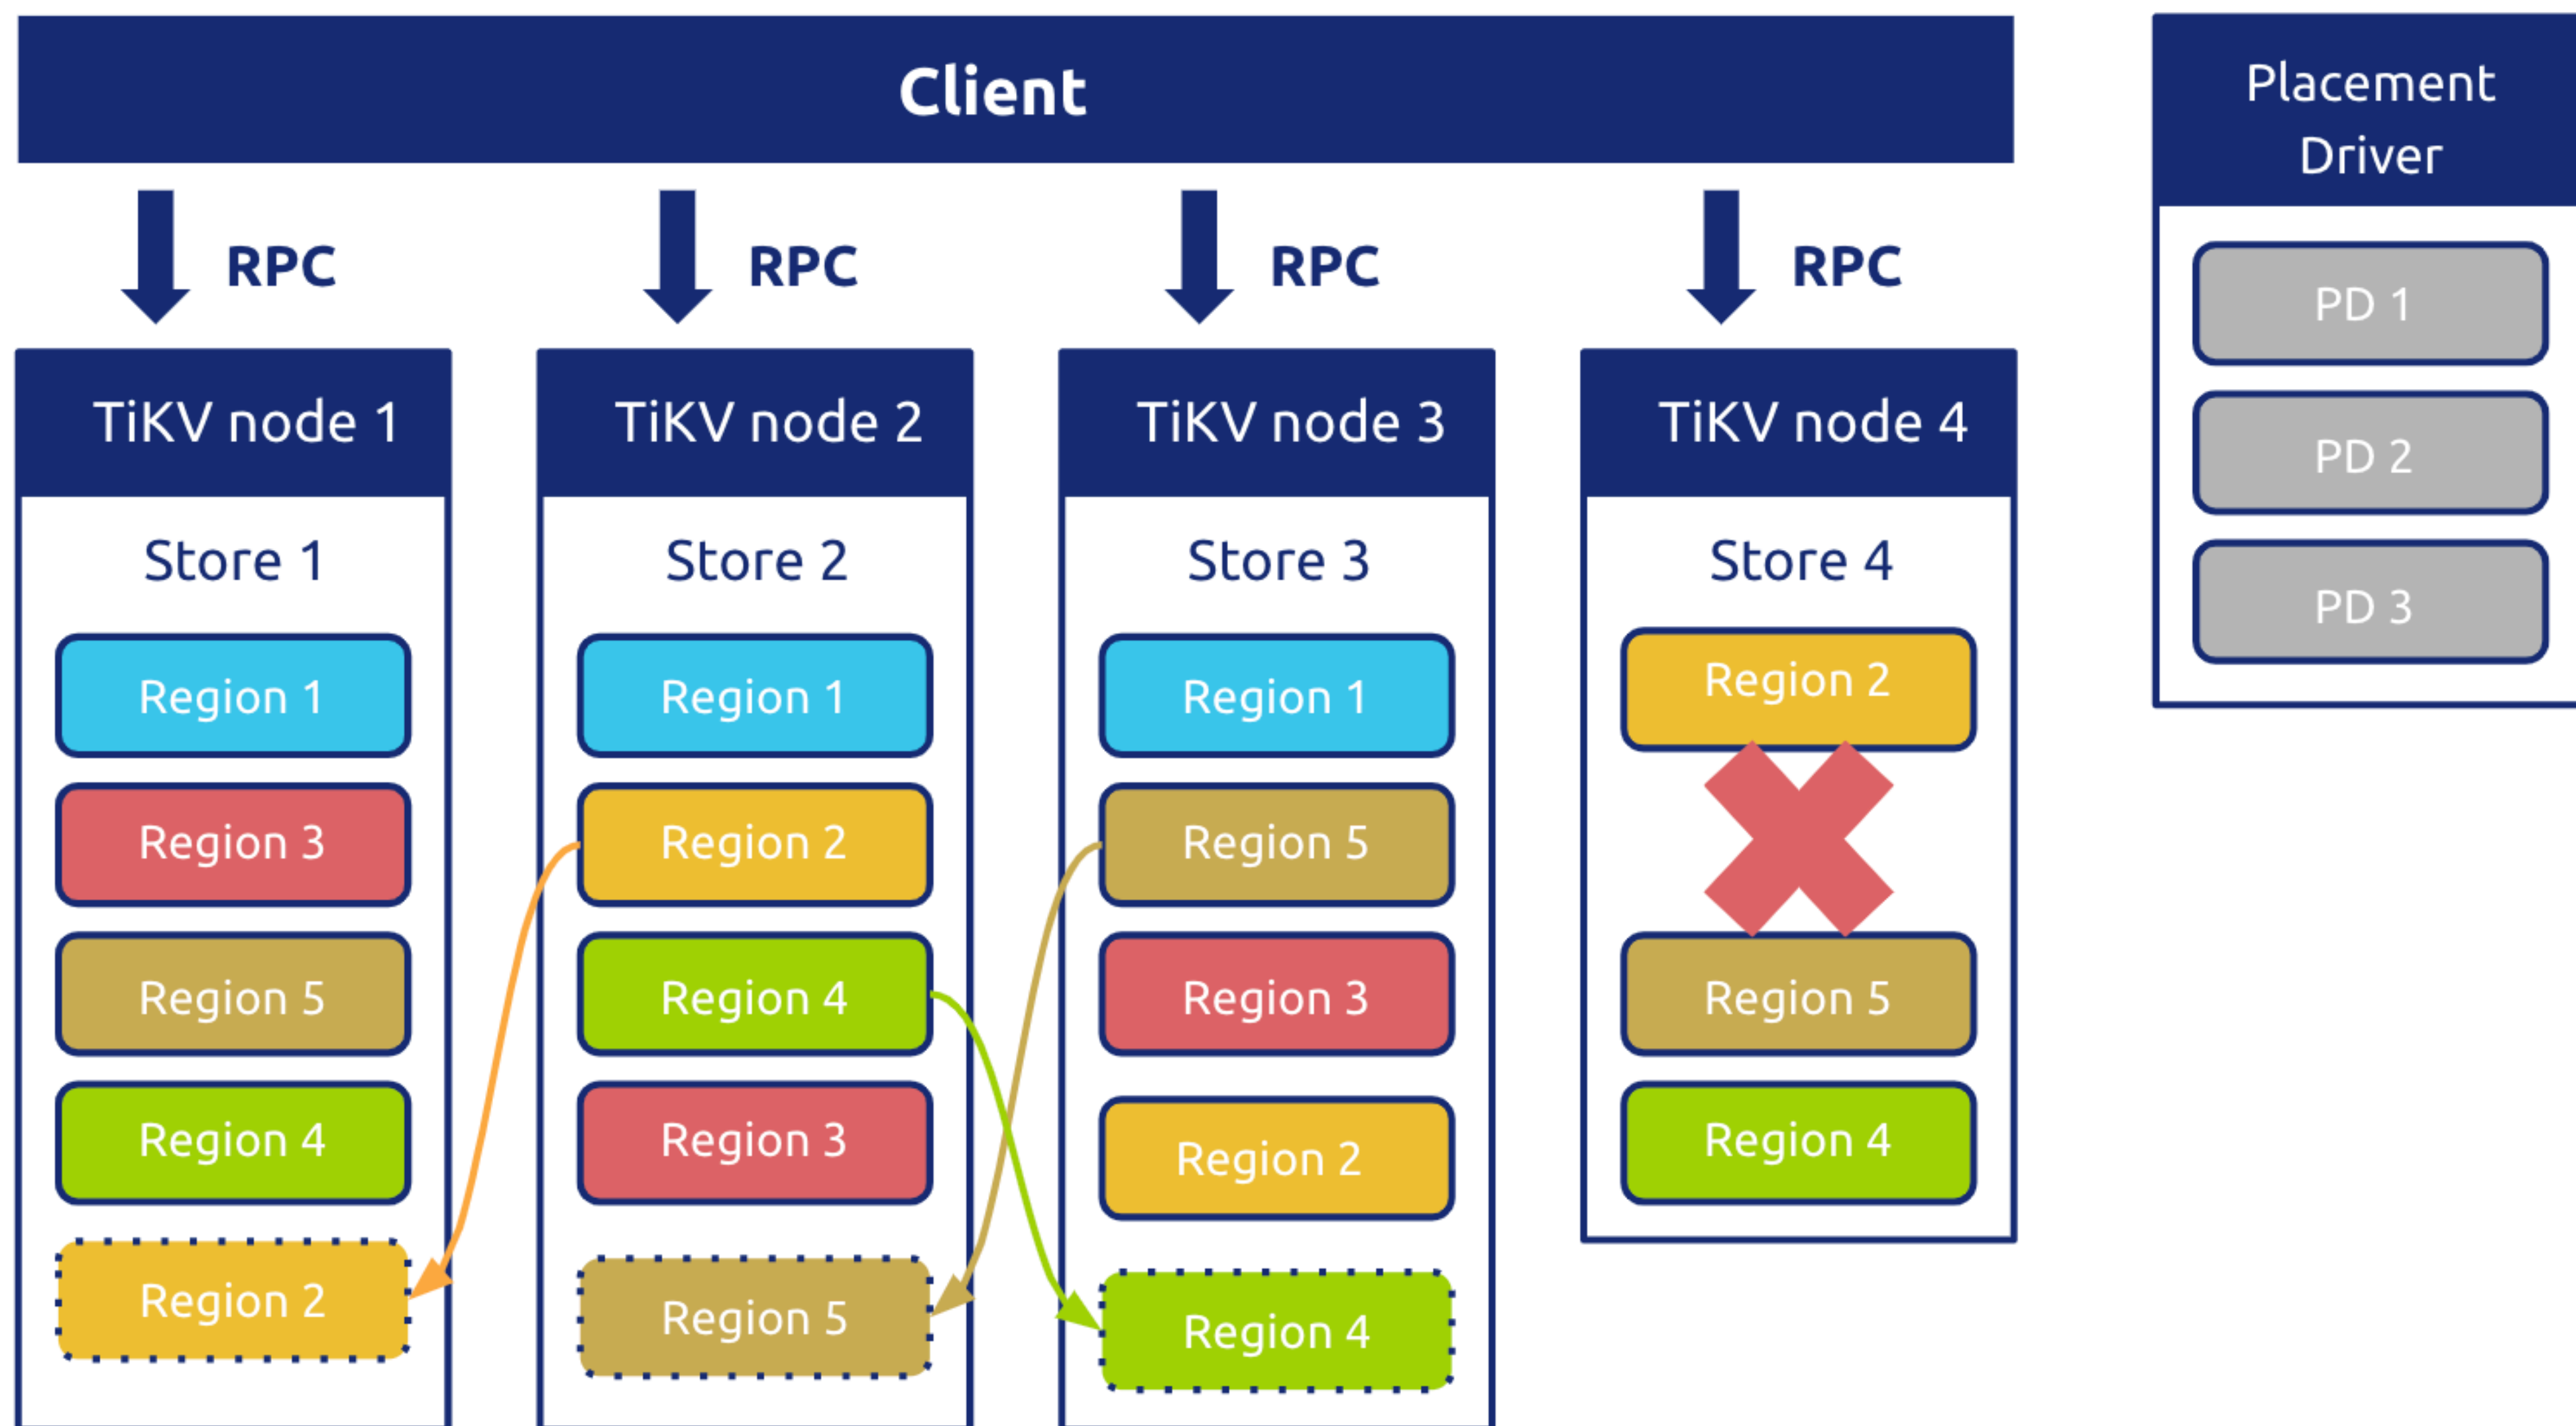 Client
Placement
Driver
RPC
RPC
RPC
RPC
PD 1
PD 2
PD 3
TiKV node 1
Store 1
Region 1
Region 3
Region 5
Region 4
Region 2
TiKV node 2
Store 2
Region 1
Region 2
Region 4
Region 3
Region 5
TiKV node 3
Store 3
Region 1
Region 5
Region 3
Region 2
Region 4
TiKV node 4
Store 4
Region 2
Region 5
Region 4